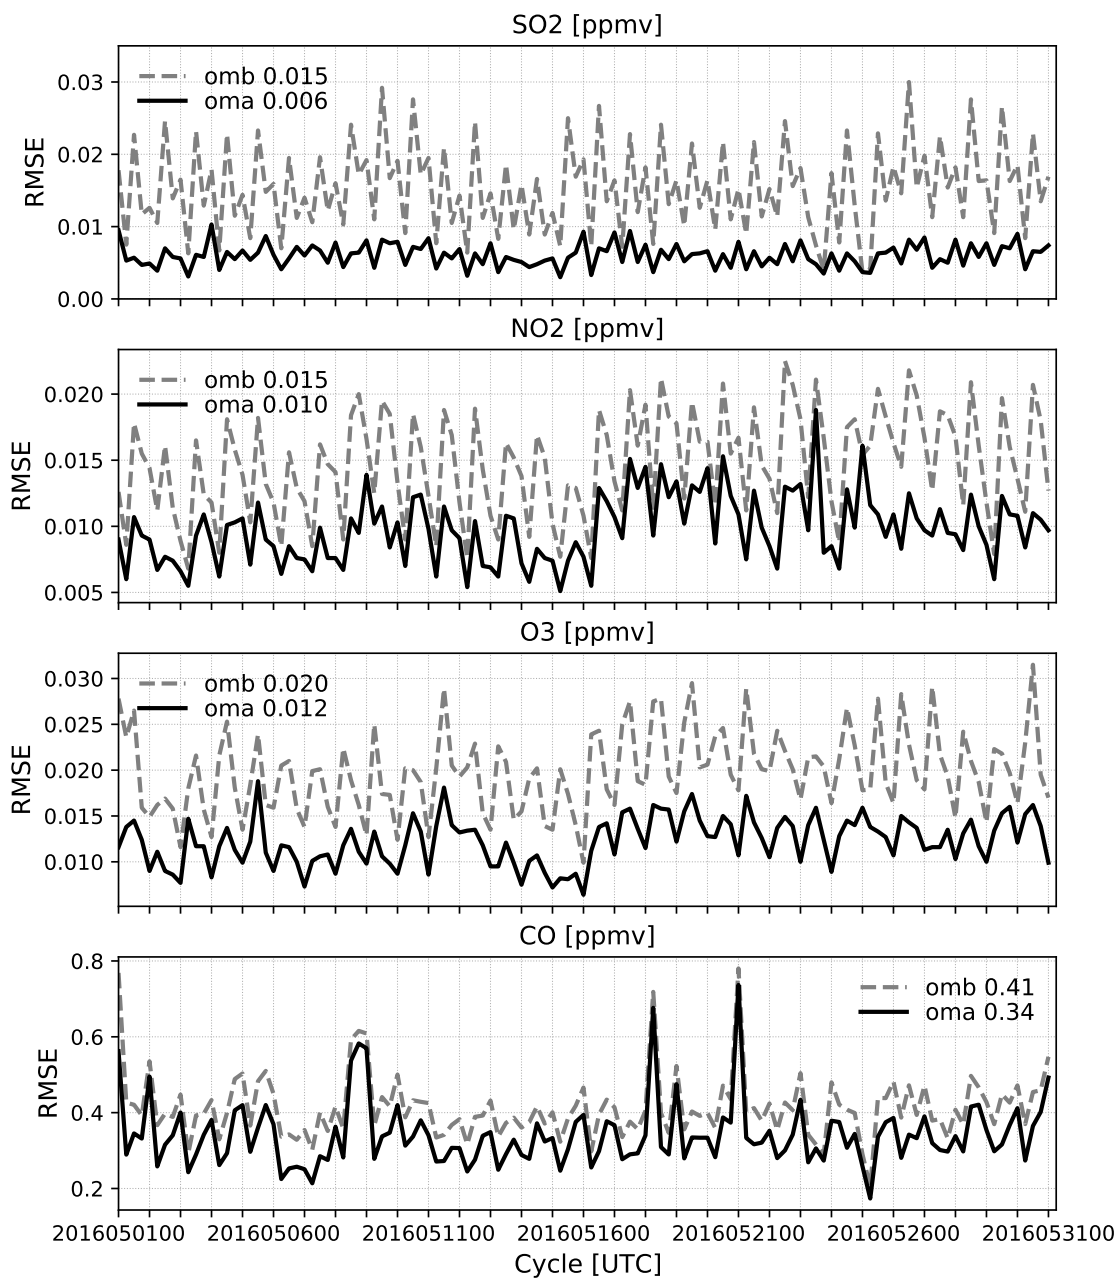 SO2 [ppmv]
0.03
0.02
0.01
0.00
RMSE
omb 0.015
oma 0.006
NO2 [ppmv]
0.020
0.015
0.010
0.005
RMSE
omb 0.015
oma 0.010
O3 [ppmv]
0.030
0.025
0.020
0.015
0.010
RMSE
omb 0.020
oma 0.012
CO [ppmv]
0.8
0.6
0.4
0.2
RMSE
omb 0.41
oma 0.34
2016050100 2016050600 2016051100 2016051600 2016052100 2016052600 2016053100
Cycle [UTC]